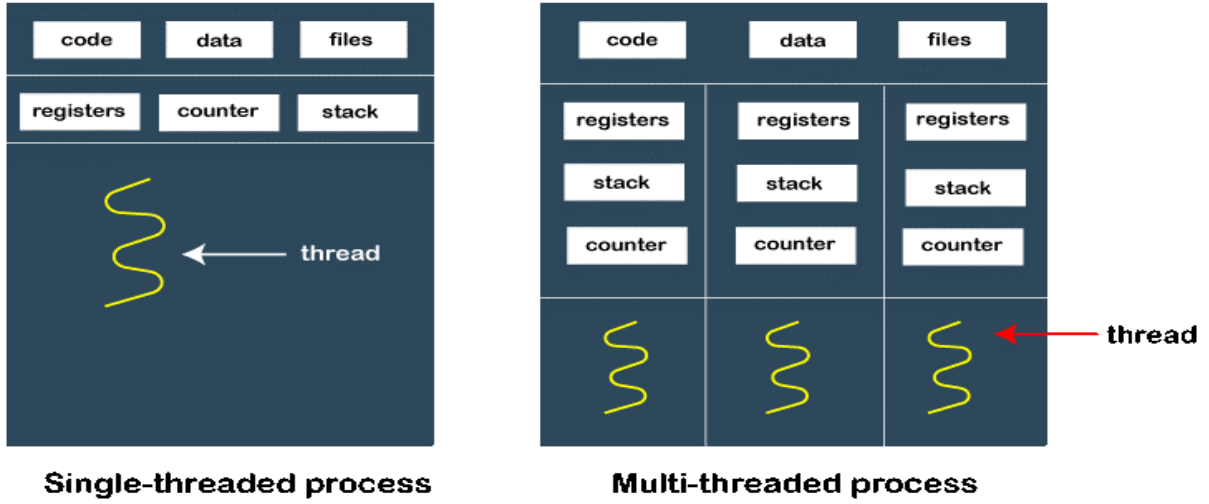 code data files
registers counter stack
thread
Single-threaded process
code data files
registers registers registers
stack stack stack
counter counter counter
thread
Multi-threaded process